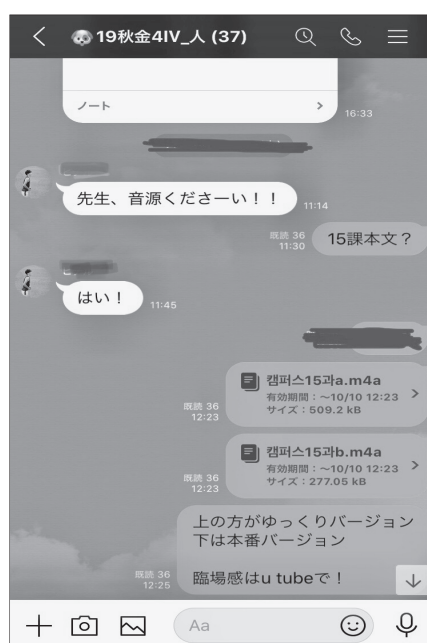 19秋金4IV_人 (37)
ノート
16:33
先生、音源くださーい！！
11:14
既読 36
11:30
15課本文？
はい！
11:45
캠퍼스15과a.m4a
有効期間：～10/10 12:23
サイズ：509.2 kB
既読 36
12:23
캠퍼스15과b.m4a
有効期間：～10/10 12:23
サイズ：277.05 kB
既読 36
12:23
上の方がゆっくりバージョン
下は本番バージョン
臨場感はu tubeで！
既読 36
12:25
Aa